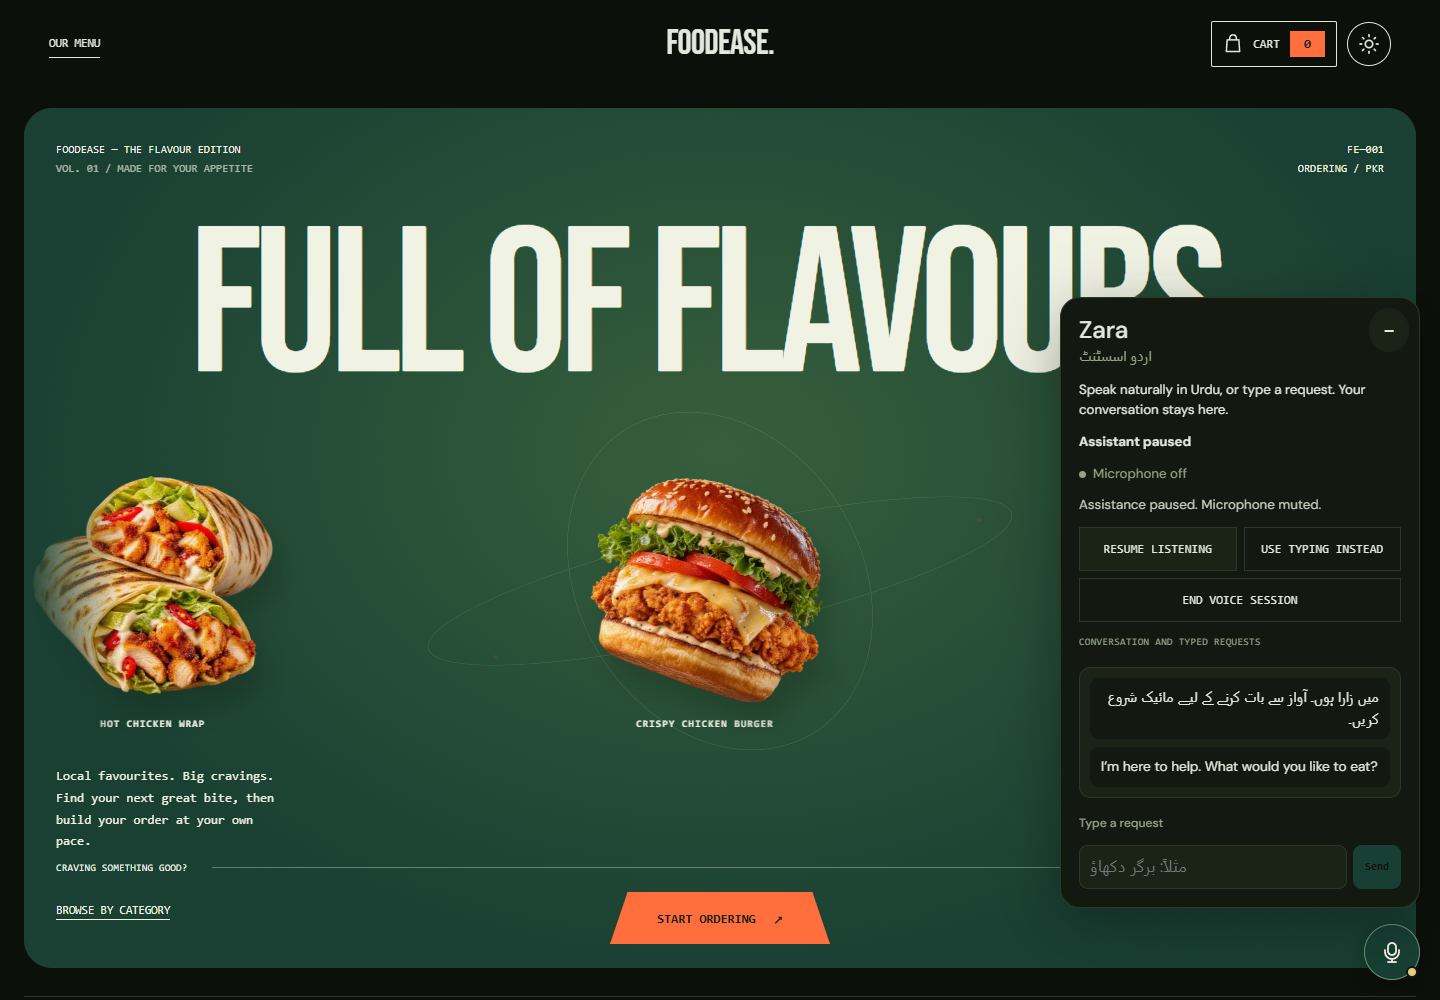 OUR MENU
FOODEASE.
CART 0
FOODEASE — THE FLAVOUR EDITION
VOL. 01 / MADE FOR YOUR APPETITE
FE—001
ORDERING / PKR
FULL OF FLAVOURS
HOT CHICKEN WRAP
CRISPY CHICKEN BURGER
Local favourites. Big cravings.
Find your next great bite, then
build your order at your own
pace.
CRAVING SOMETHING GOOD?
BROWSE BY CATEGORY
START ORDERING ↗
Zara
اردو اسسٹنٹ
Speak naturally in Urdu, or type a request. Your
conversation stays here.
Assistant paused
Microphone off
Assistance paused. Microphone muted.
RESUME LISTENING
USE TYPING INSTEAD
END VOICE SESSION
CONVERSATION AND TYPED REQUESTS
میں زارا ہوں۔ آواز سے بات کرنے کے لیے مائیک شروع
کریں۔
I'm here to help. What would you like to eat?
Type a request
مثلاً: برگر دکھاؤ
Send